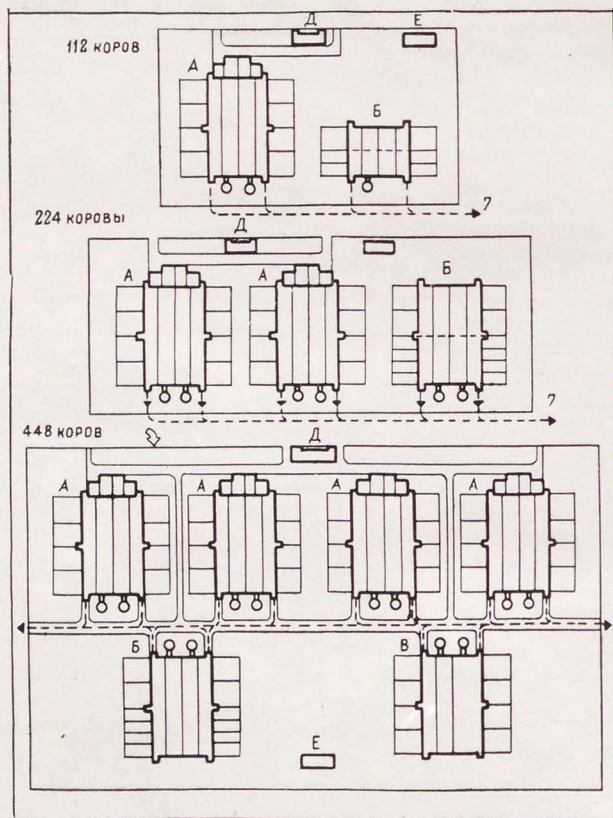 Д Е
112 КОРОВ
А
Б
7
224 КОРОВЫ Д
А А Б
7
448 КОРОВ Д
А А А А
Б В
Е